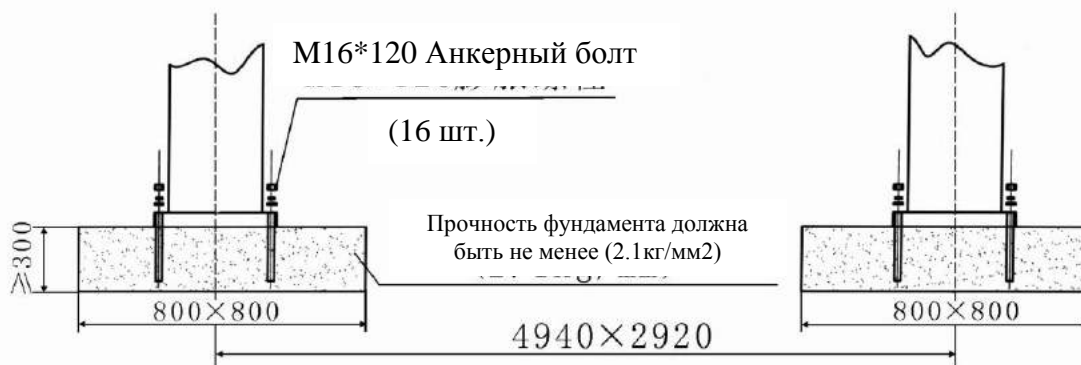 М16*120 Анкерный болт
(16 шт.)
Прочность фундамента должна
быть не менее (2.1кг/мм2)
≥300
800×800
800×800
4940×2920